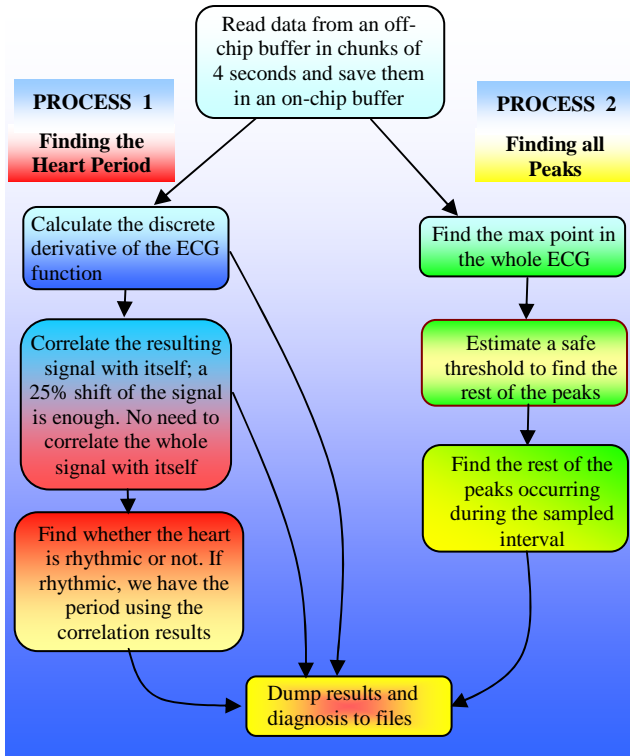 Read data from an off-
chip buffer in chunks of
4 seconds and save them
in an on-chip buffer
PROCESS 1
Finding the
Heart Period
PROCESS 2
Finding all
Peaks
Calculate the discrete
derivative of the ECG
function
Correlate the resulting
signal with itself; a
25% shift of the signal
is enough. No need to
correlate the whole
signal with itself
Find whether the heart
is rhythmic or not. If
rhythmic, we have the
period using the
correlation results
Find the max point in
the whole ECG
Estimate a safe
threshold to find the
rest of the peaks
Find the rest of the
peaks occurring
during the sampled
interval
Dump results and
diagnosis to files